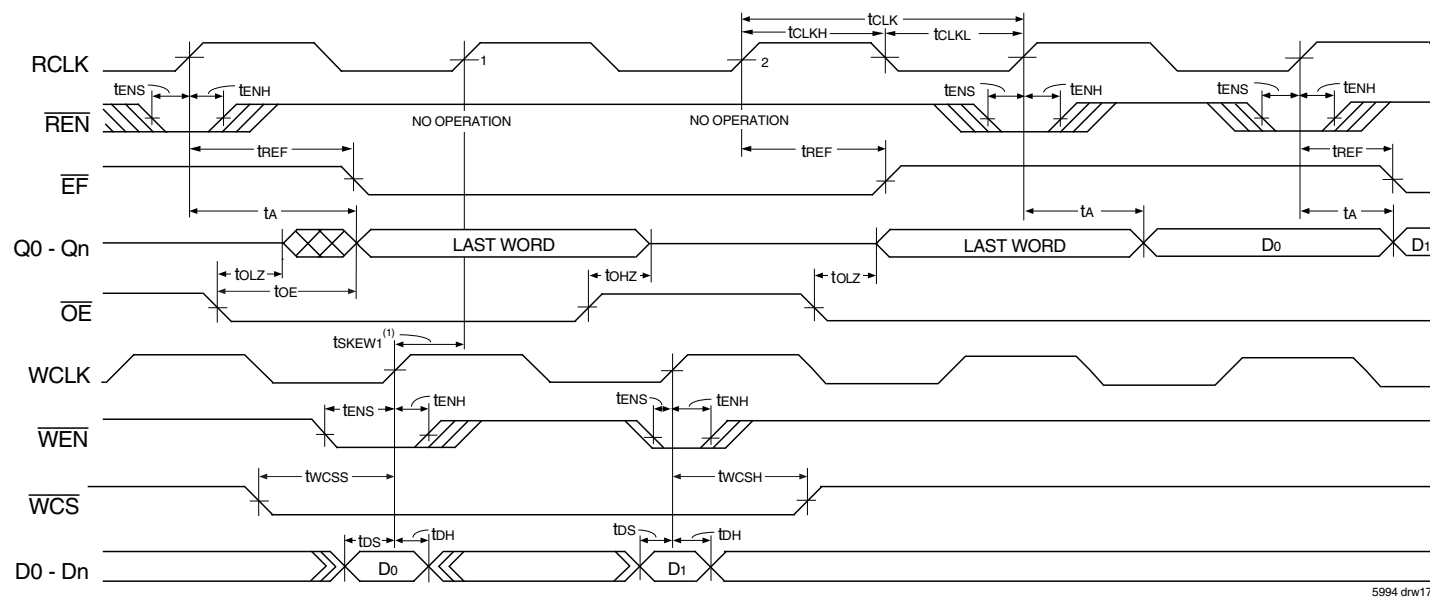 tCLK
tCLKH tCLKL
RCLK 1 2
tENS tENH tENS tENH tENS tENH
REN NO OPERATION NO OPERATION
tREF tREF tREF
EF
tA tA tA
Q0 - Qn LAST WORD LAST WORD D0 D1
tOLZ tOHZ tOLZ
tOE
OE
tSKEW1(1)
WCLK
tENS tENH tENS tENH
WEN
tWCSS tWCSH
WCS
tDS tDH tDS tDH
D0 - Dn D0 D1
5994 drw17